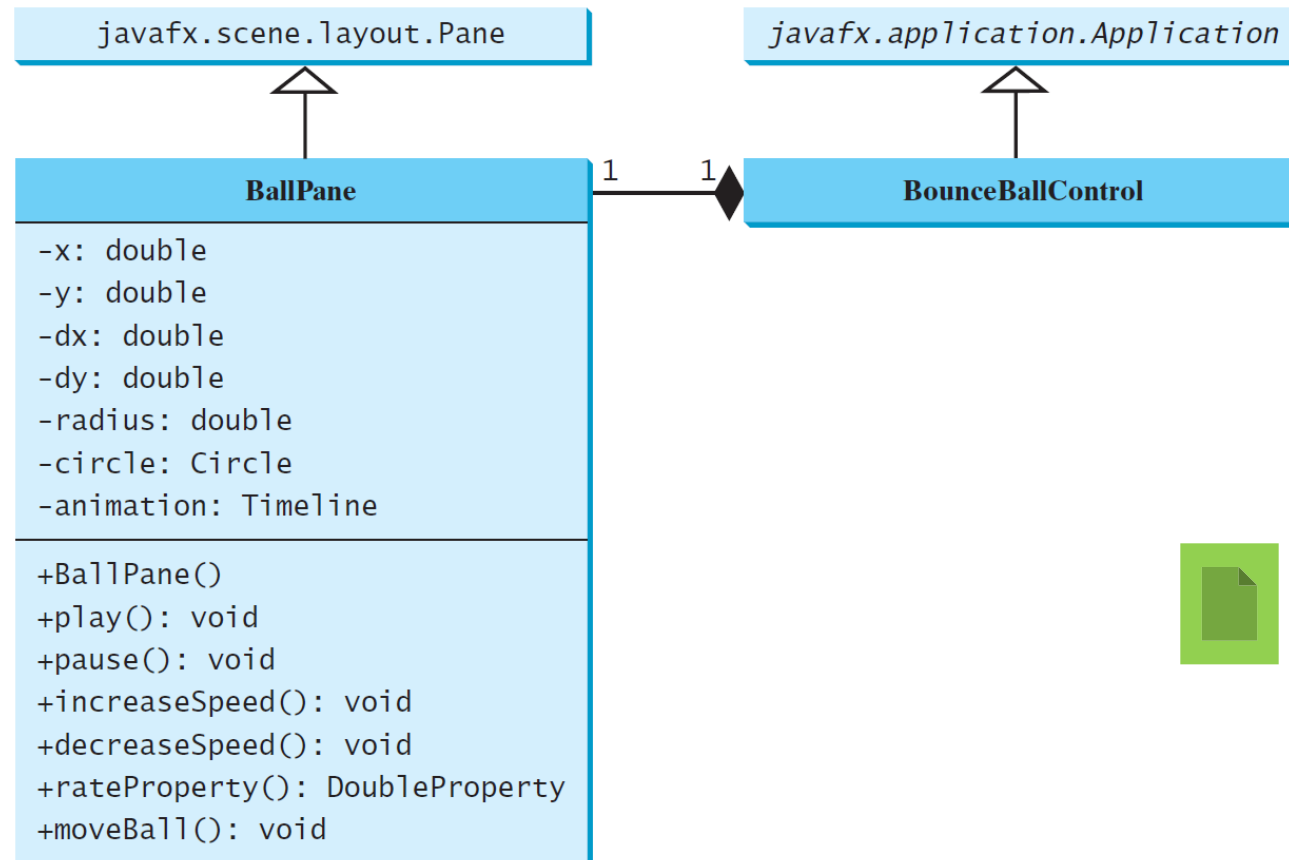 javafx.scene.layout.Pane
javafx.application.Application
BallPane
1
1
BounceBallControl
-x: double
-y: double
-dx: double
-dy: double
-radius: double
-circle: Circle
-animation: Timeline
+BallPane()
+play(): void
+pause(): void
+increaseSpeed(): void
+decreaseSpeed(): void
+rateProperty(): DoubleProperty
+moveBall(): void